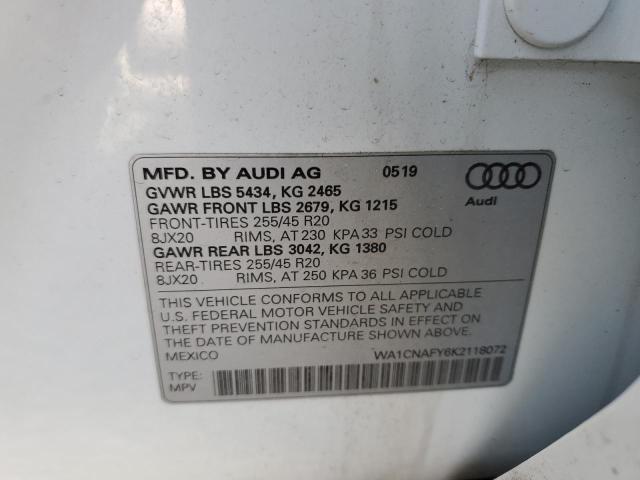 MFD. BY AUDI AG 0519
GVWR LBS 5434, KG 2465
GAWR FRONT LBS 2679, KG 1215
FRONT-TIRES 255/45 R20
8JX20 RIMS, AT 230 KPA 33 PSI COLD
GAWR REAR LBS 3042, KG 1380
REAR-TIRES 255/45 R20
8JX20 RIMS, AT 250 KPA 36 PSI COLD
Audi
THIS VEHICLE CONFORMS TO ALL APPLICABLE
U.S. FEDERAL MOTOR VEHICLE SAFETY AND
THEFT PREVENTION STANDARDS IN EFFECT ON
THE DATE OF MANUFACTURE SHOWN ABOVE.
MEXICO WA1CNAFY6K2118072
TYPE:
MPV